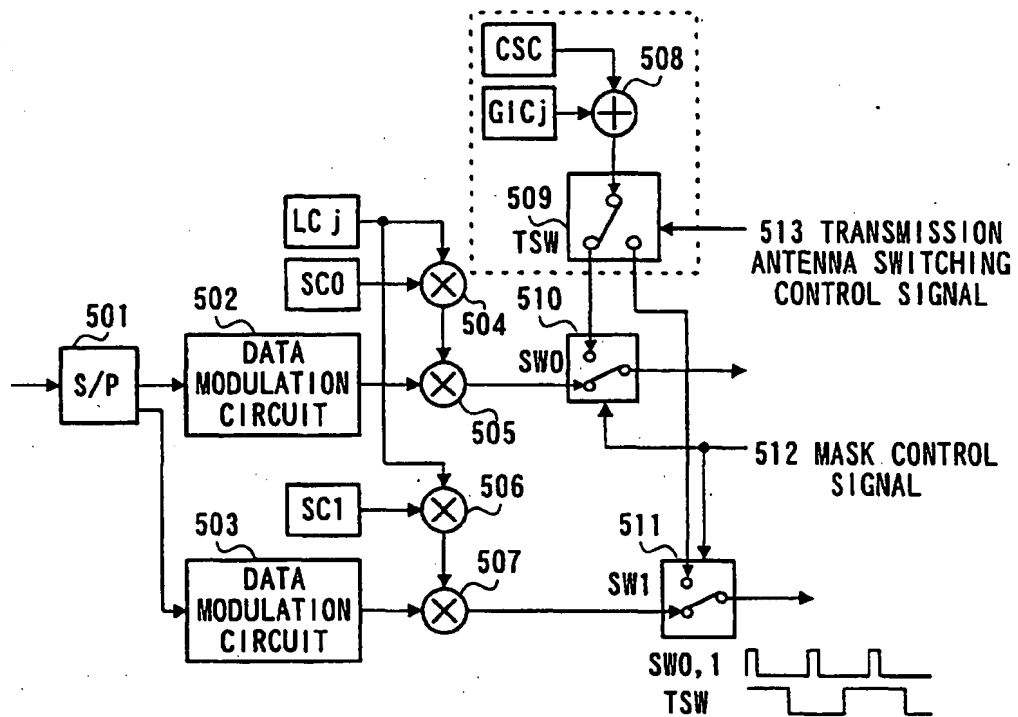 CSC
508
GICj
509
TSW
LCj
513 TRANSMISSION
ANTENNA SWITCHING
CONTROL SIGNAL
SC0
504
510
501
502
S/P
DATA
MODULATION
CIRCUIT
SW0
505
512 MASK CONTROL
SIGNAL
SC1
506
503
511
DATA
MODULATION
CIRCUIT
507
SW1
SW0,1
TSW